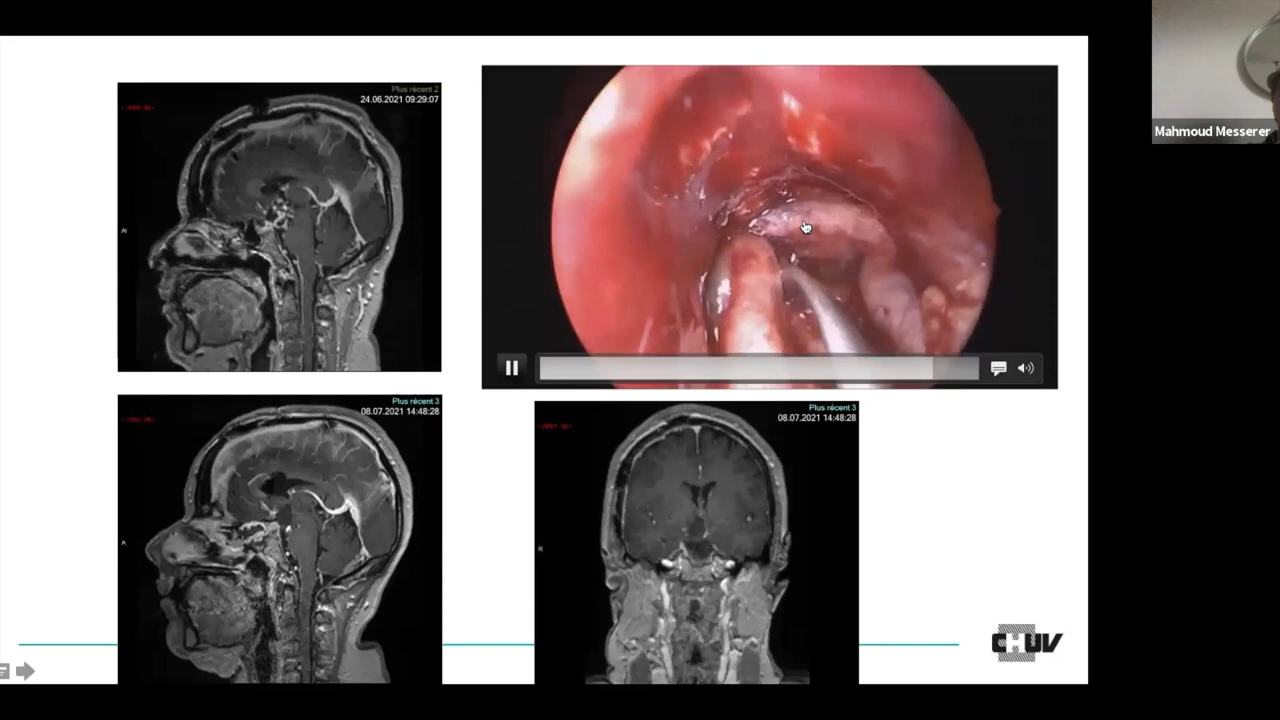 Plus récent 2
24.06.2021 09:29:07
AI
Mahmoud Messerer
Plus récent 3
08.07.2021 14:48:28
A
Plus récent 3
08.07.2021 14:48:28
R
CHUV